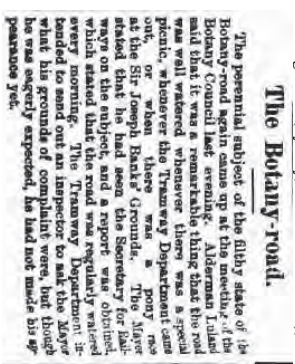 The Botany-road.
The perennial subject of the filthy state of the
Botany-road again came up at the meeting of the
Botany Council last evening. Alderman Luland
said that it was a remarkable thing that the road
was well watered whenever there was a special
picnic, whenever the Tramway Department came
out, or when there was a pony race
at the Sir Joseph Banks' Grounds. The Mayor
stated that he had seen the Secretary for Rail-
ways on the subject, and a report was obtained,
which stated that the road was regularly watered
every morning. The Tramway Department in-
tended to send out an inspector to ask the Mayor
what his grounds of complaint were, but though
he was eagerly expected, he had not made his ap-
pearance yet.